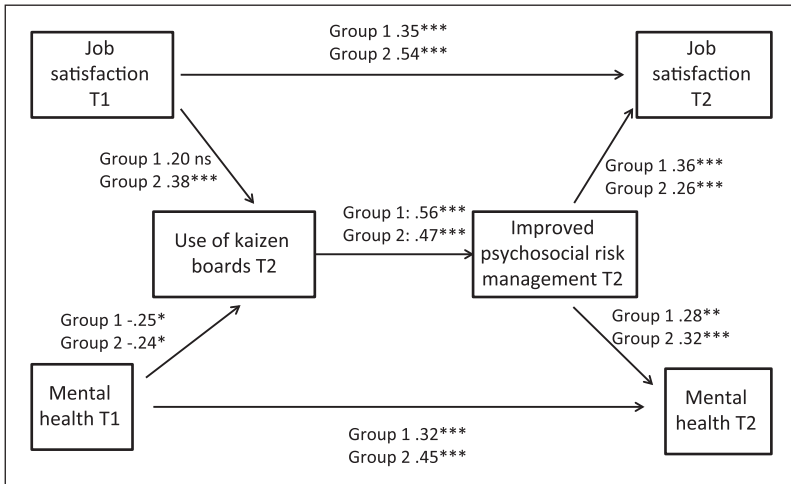 Group 1 .35***
Group 2 .54***
Job
satisfaction
T1
Job
satisfaction
T2
Group 1 .20 ns
Group 2 .38***
Group 1 .36***
Group 2 .26***
Use of kaizen
boards T2
Group 1: .56***
Group 2: .47***
Improved
psychosocial risk
management T2
Group 1 -.25*
Group 2 -.24*
Group 1 .28**
Group 2 .32***
Mental
health T1
Mental
health T2
Group 1 .32***
Group 2 .45***